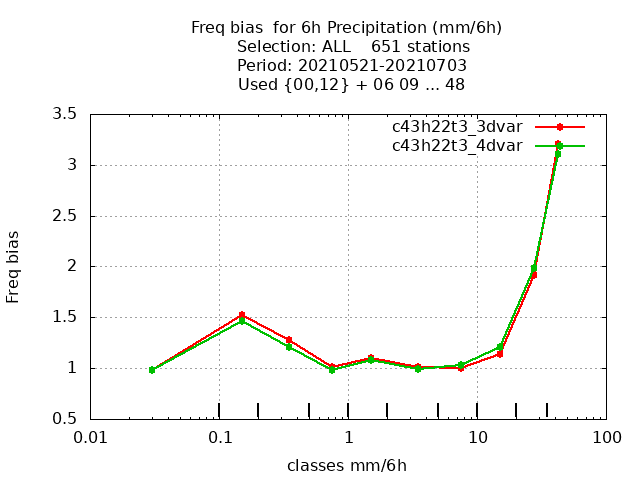 Freq bias  for 6h Precipitation (mm/6h)
Selection: ALL    651 stations
Period: 20210521-20210703
Used {00,12} + 06 09 ... 48
c43h22t3_3dvar
c43h22t3_4dvar
3.5
3
2.5
2
1.5
1
0.5
Freq bias
0.01 0.1 1 10 100
classes mm/6h